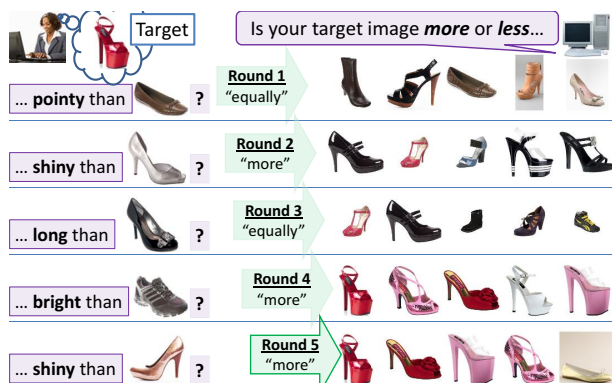 Target
Is your target image more or less…
… pointy than ?
Round 1
“equally”
… shiny than ?
Round 2
“more”
… long than ?
Round 3
“equally”
… bright than ?
Round 4
“more”
… shiny than ?
Round 5
“more”